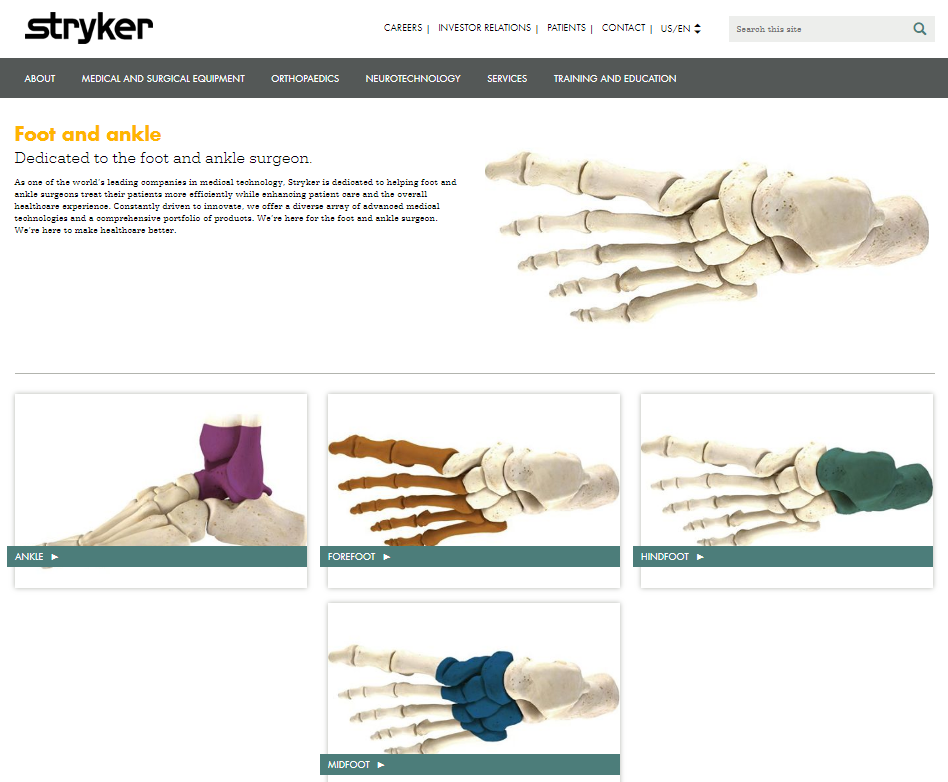 stryker
CAREERS | INVESTOR RELATIONS | PATIENTS | CONTACT | US/EN
Search this site
ABOUT MEDICAL AND SURGICAL EQUIPMENT ORTHOPAEDICS NEUROTECHNOLOGY SERVICES TRAINING AND EDUCATION
Foot and ankle
Dedicated to the foot and ankle surgeon.
As one of the world's leading companies in medical technology, Stryker is dedicated to helping foot and
ankle surgeons treat their patients more efficiently while enhancing patient care and the overall
healthcare experience. Constantly driven to innovate, we offer a diverse array of advanced medical
technologies and a comprehensive portfolio of products. We're here for the foot and ankle surgeon.
We're here to make healthcare better.
ANKLE
FOREFOOT
HINDFOOT
MIDFOOT